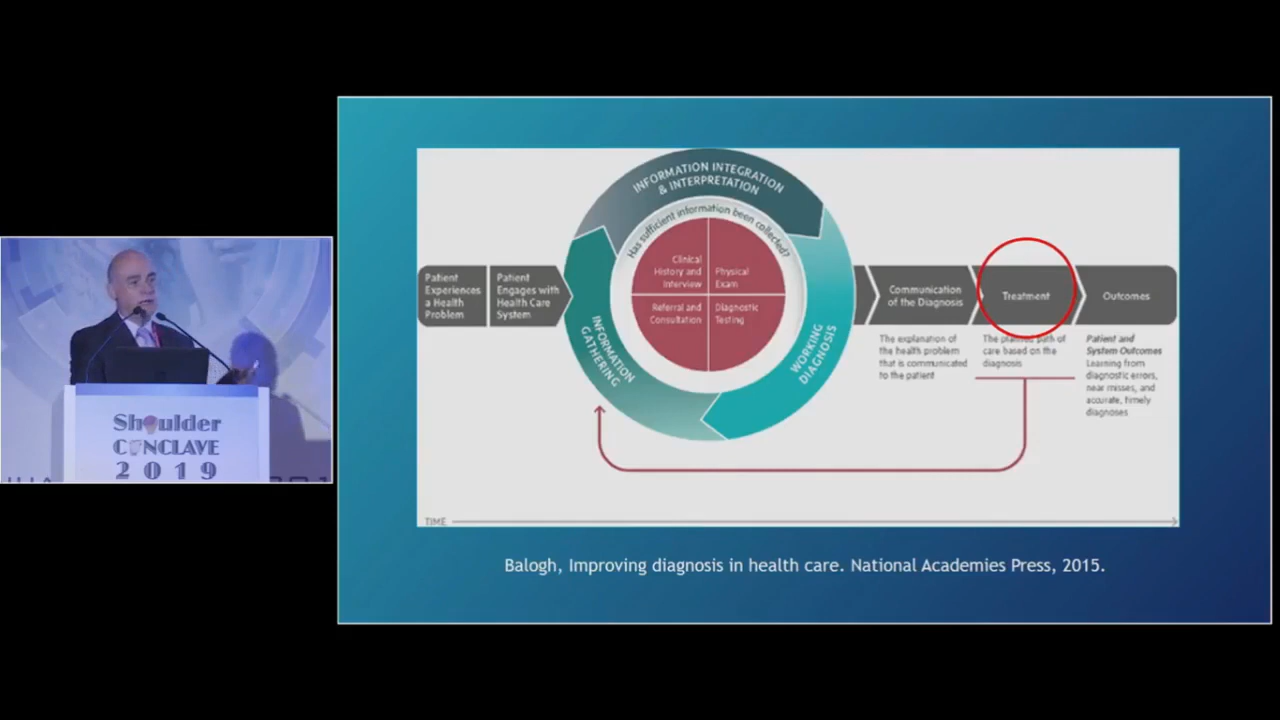 Shoulder
CONCLAVE
2019
INFORMATION INTEGRATION
& INTERPRETATION
Has sufficient information been collected?
Clinical
History and
Interview
Physical
Exam
Referral and
Consultation
Diagnostic
Testing
INFORMATION
GATHERING
WORKING
DIAGNOSIS
Patient
Experiences
a Health
Problem
Patient
Engages with
Health Care
System
Communication
of the Diagnosis
The explanation of
the health problem
that is communicated
to the patient
Treatment
The planned path of
care based on the
diagnosis
Outcomes
Patient and
System Outcomes
Learning from
diagnostic errors,
near misses, and
accurate, timely
diagnoses
TIME
Balogh, Improving diagnosis in health care. National Academies Press, 2015.